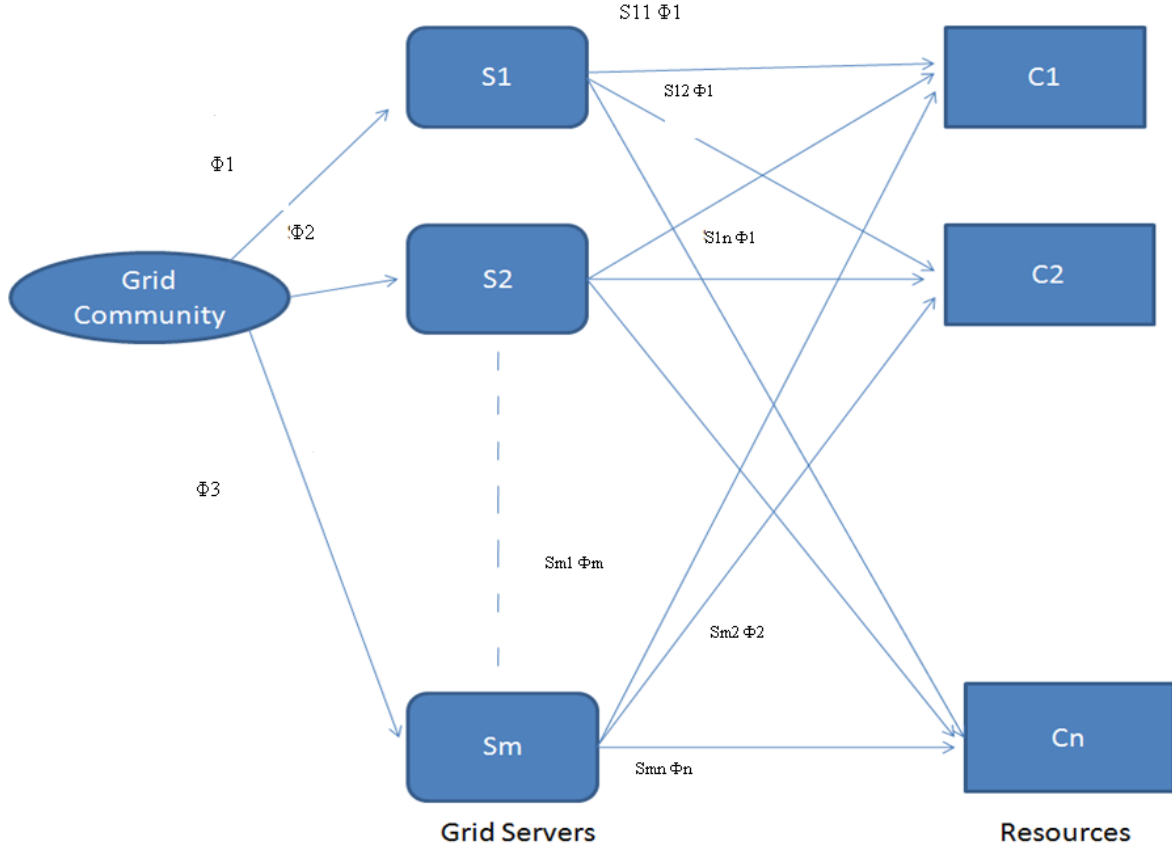 S11 Φ1
S1
C1
S12 Φ1
Φ1
Φ2
S1n Φ1
S2
C2
Grid
Community
Φ3
Sm1 Φm
Sm2 Φ2
Sm
Cn
Smn Φn
Grid Servers
Resources